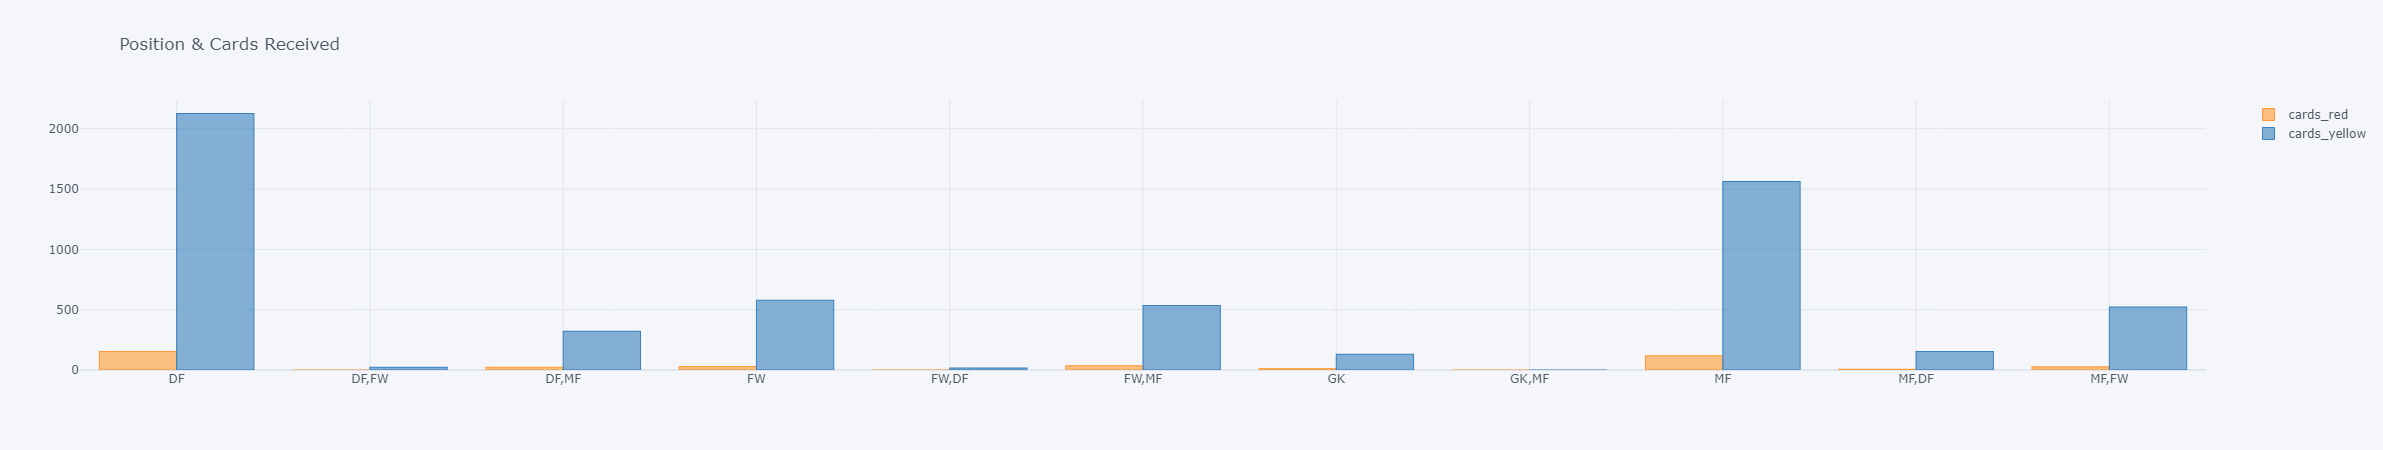 Position & Cards Received
cards_red
cards_yellow
2000
1500
1000
500
0
DF
DF,FW
DF,MF
FW
FW,DF
FW,MF
GK
GK,MF
MF
MF,DF
MF,FW